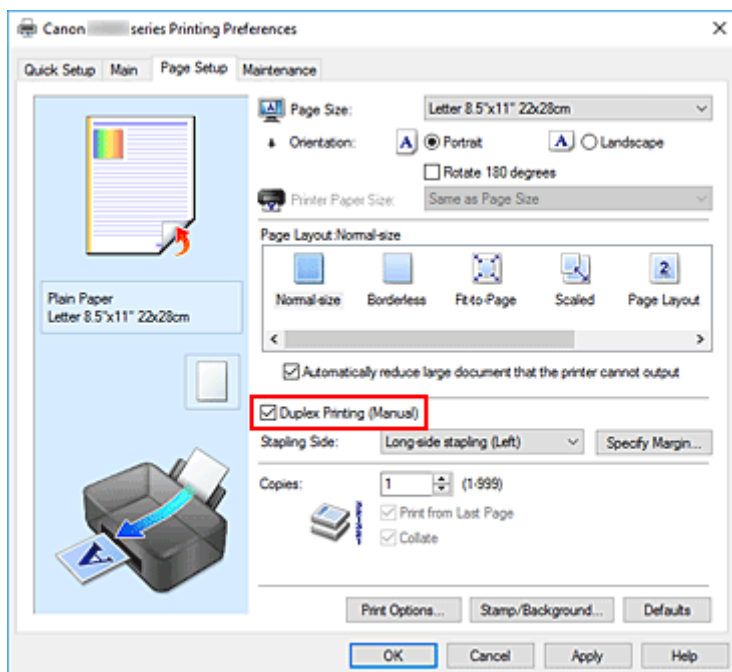 Canon series Printing Preferences
Quick Setup Main Page Setup Maintenance
Page Size: Letter 8.5"x11" 22x28cm
Orientation: A Portrait A Landscape
Rotate 180 degrees
Printer Paper Size: Same as Page Size
Page Layout:Normal-size
2
Normal-size Borderless Fit-to-Page Scaled Page Layout
Plain Paper
Letter 8.5"x11" 22x28cm
Automatically reduce large document that the printer cannot output
Duplex Printing (Manual)
Stapling Side: Long-side stapling (Left) Specify Margin...
Copies: 1 (1-999)
Print from Last Page
Collate
A
Print Options... Stamp/Background... Defaults
OK Cancel Apply Help